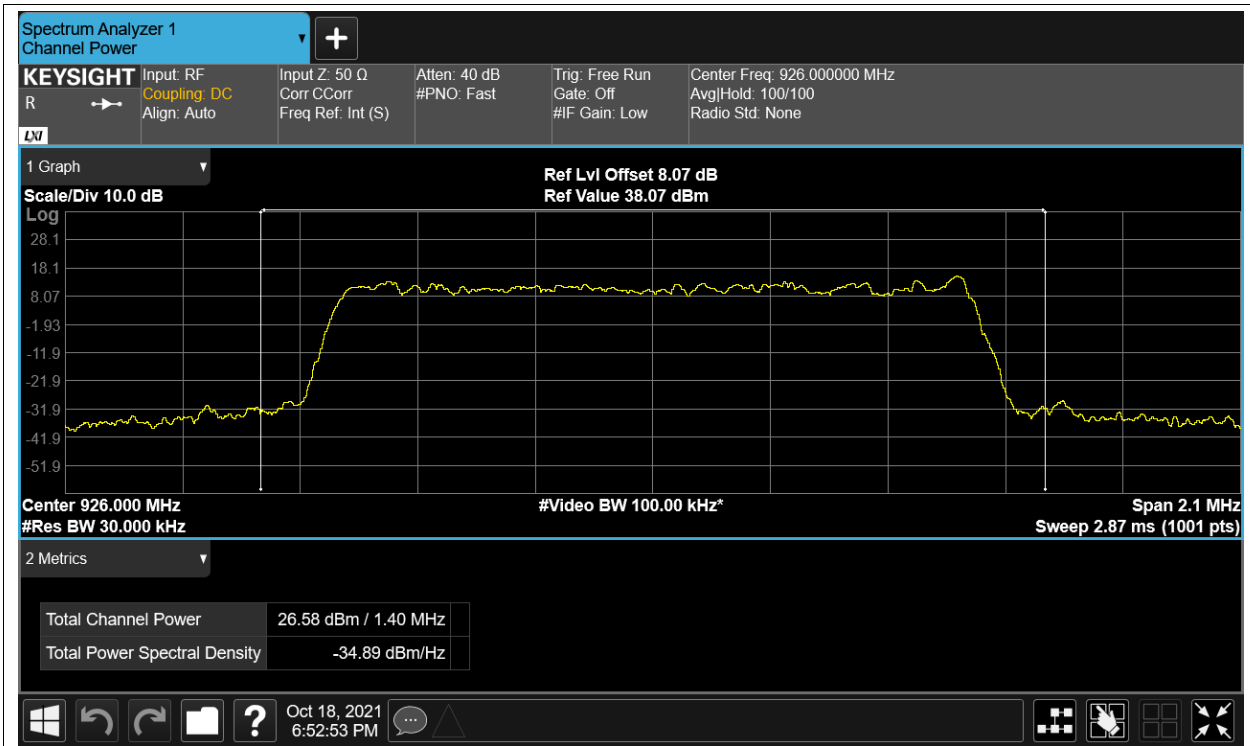 Spectrum Analyzer 1
Channel Power
KEYSIGHT
R
LXI
Input: RF
Coupling: DC
Align: Auto
Input Z: 50 Ω
Corr CCorr
Freq Ref: Int (S)
Atten: 40 dB
#PNO: Fast
Trig: Free Run
Gate: Off
#IF Gain: Low
Center Freq: 926.000000 MHz
Avg|Hold: 100/100
Radio Std: None
1 Graph
Scale/Div 10.0 dB
Ref Lvl Offset 8.07 dB
Ref Value 38.07 dBm
Log
28.1
18.1
8.07
-1.93
-11.9
-21.9
-31.9
-41.9
-51.9
Center 926.000 MHz
#Res BW 30.000 kHz
#Video BW 100.00 kHz*
Span 2.1 MHz
Sweep 2.87 ms (1001 pts)
2 Metrics
Total Channel Power 26.58 dBm / 1.40 MHz
Total Power Spectral Density -34.89 dBm/Hz
?
Oct 18, 2021
6:52:53 PM